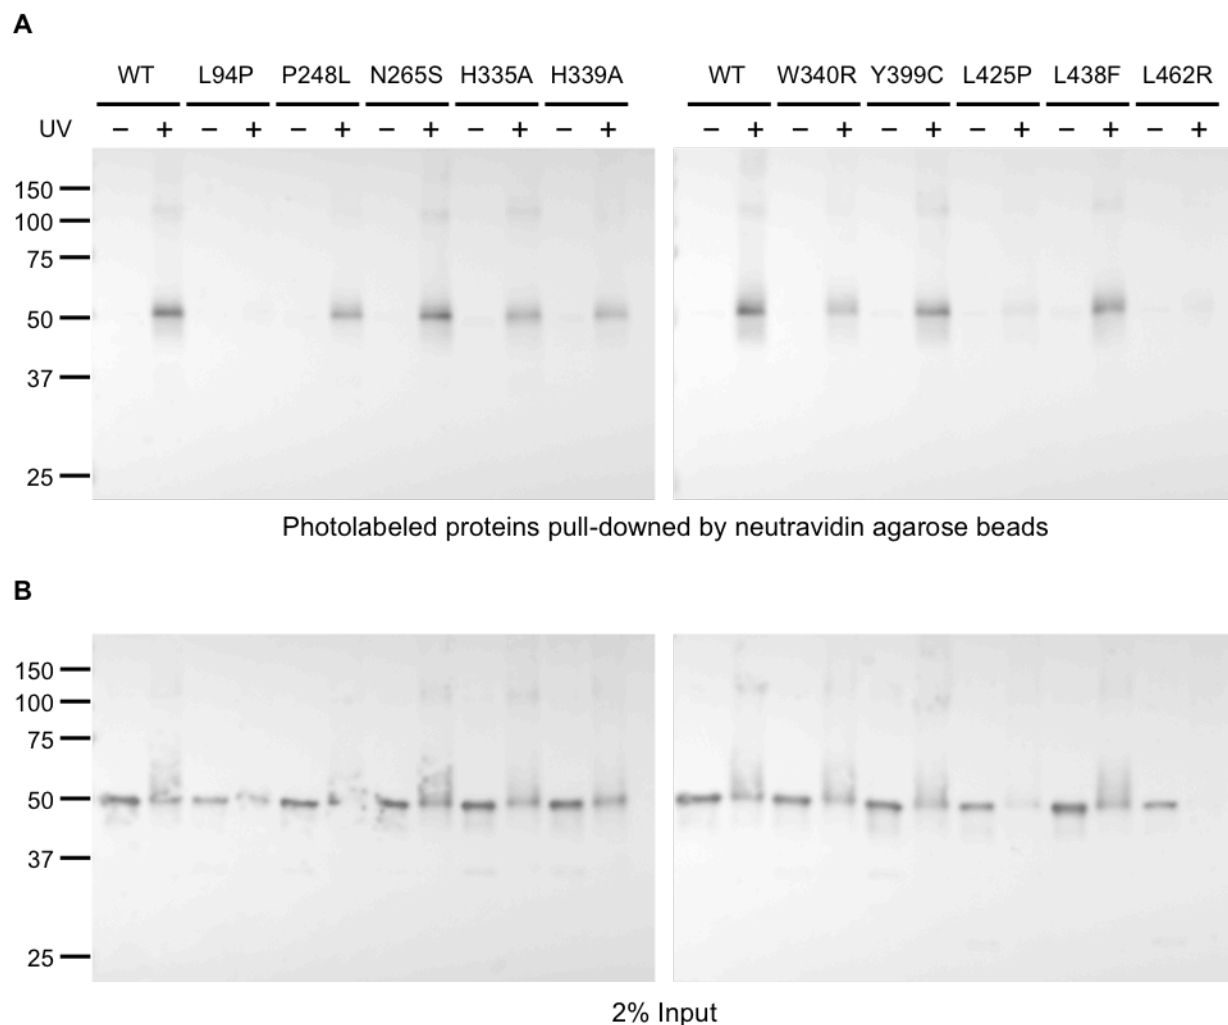 A
WT L94P P248L N265S H335A H339A WT W340R Y399C L425P L438F L462R
UV − + − + − + − + − + − + − + − + − + − + − + − +
150
100
75
50
37
25
Photolabeled proteins pull-downed by neutravidin agarose beads
B
150
100
75
50
37
25
2% Input